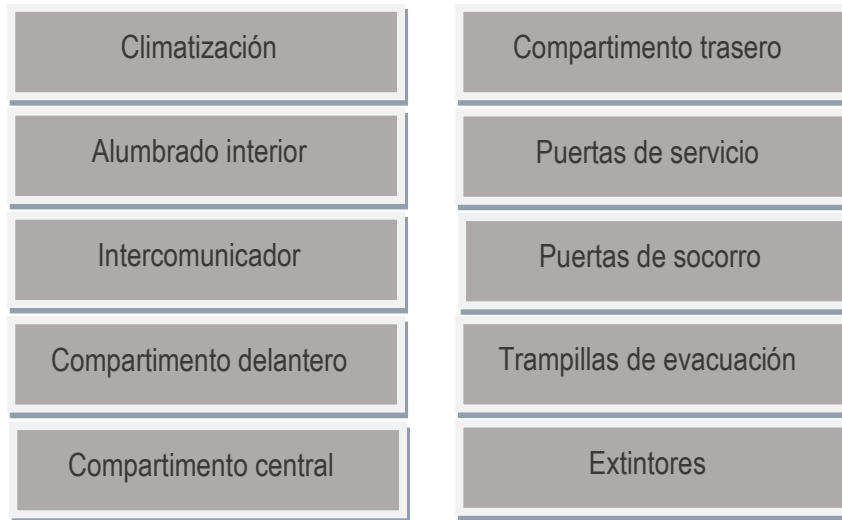 Climatización
Alumbrado interior
Intercomunicador
Compartimento delantero
Compartimento central
Compartimento trasero
Puertas de servicio
Puertas de socorro
Trampillas de evacuación
Extintores